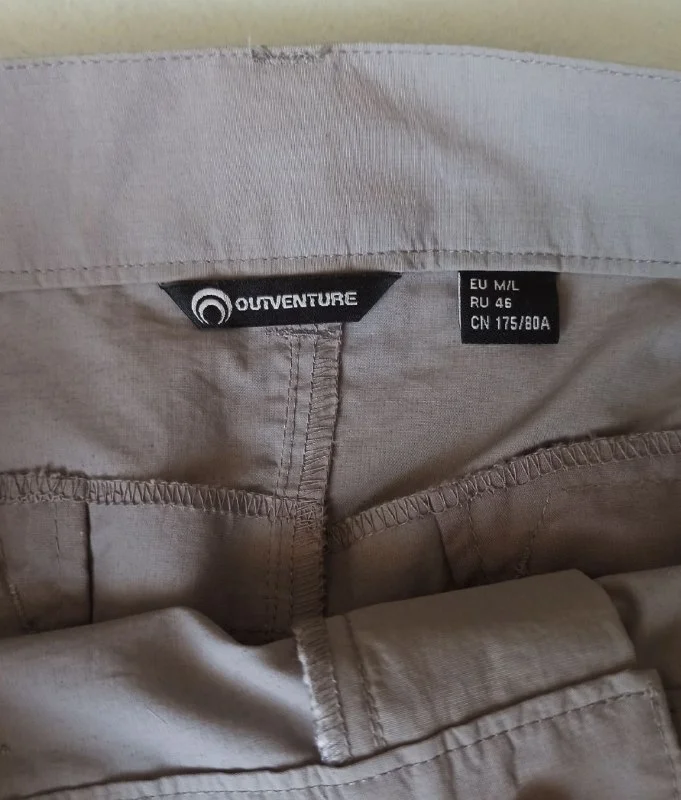 OUTVENTURE
EU M/L
RU 46
CN 175/80A